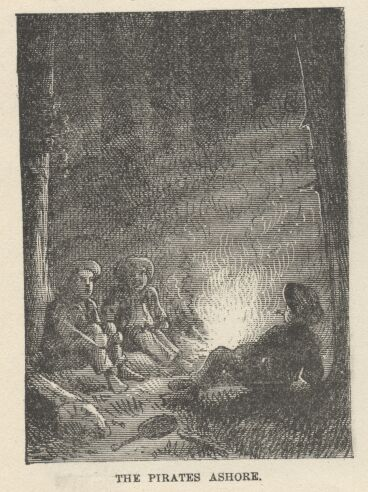 THE PIRATES ASHORE.